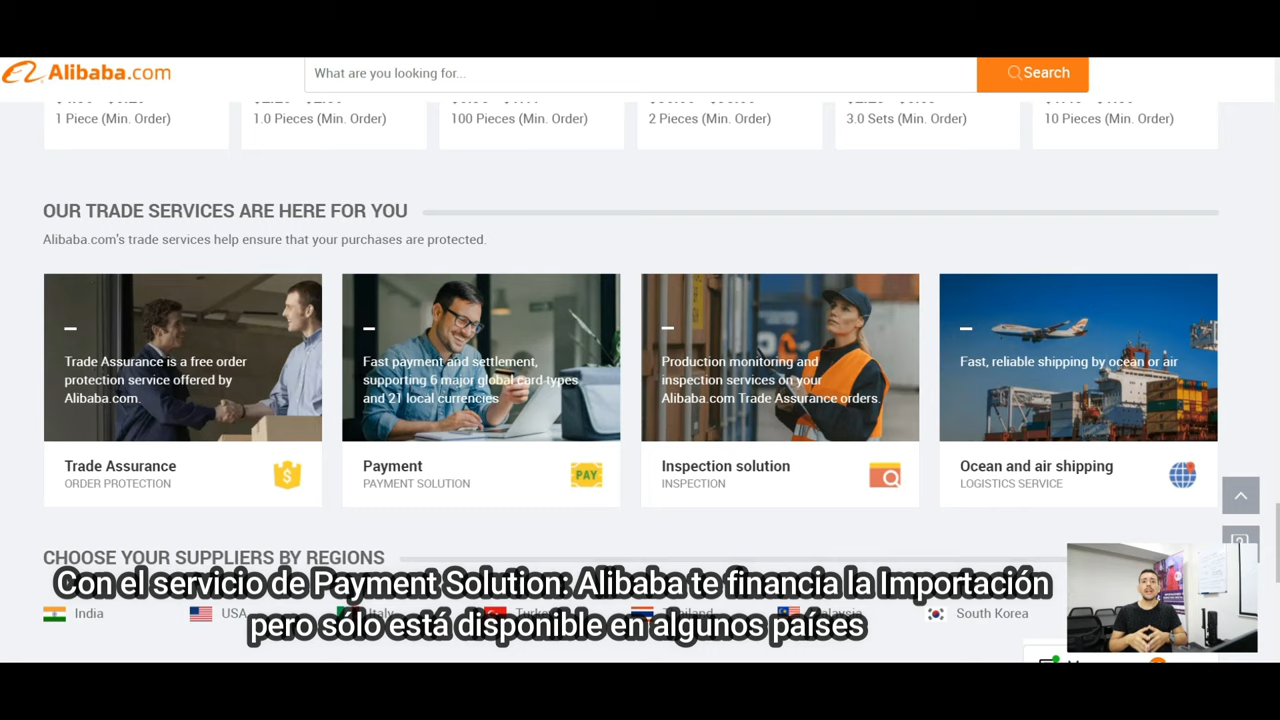 Alibaba.com
What are you looking for...
Search
1 Piece (Min. Order)
1.0 Pieces (Min. Order)
100 Pieces (Min. Order)
2 Pieces (Min. Order)
3.0 Sets (Min. Order)
10 Pieces (Min. Order)
OUR TRADE SERVICES ARE HERE FOR YOU
Alibaba.com's trade services help ensure that your purchases are protected.
Trade Assurance is a free order
protection service offered by
Alibaba.com.
Trade Assurance
ORDER PROTECTION
Fast payment and settlement,
supporting 6 major global card types
and 21 local currencies
Payment
PAYMENT SOLUTION
PAY
Production monitoring and
inspection services on your
Alibaba.com Trade Assurance orders.
Inspection solution
INSPECTION
Fast, reliable shipping by ocean or air
Ocean and air shipping
LOGISTICS SERVICE
CHOOSE YOUR SUPPLIERS BY REGIONS
India
USA
South Korea
Con el servicio de Payment Solution: Alibaba te financia la Importación
pero sólo está disponible en algunos países